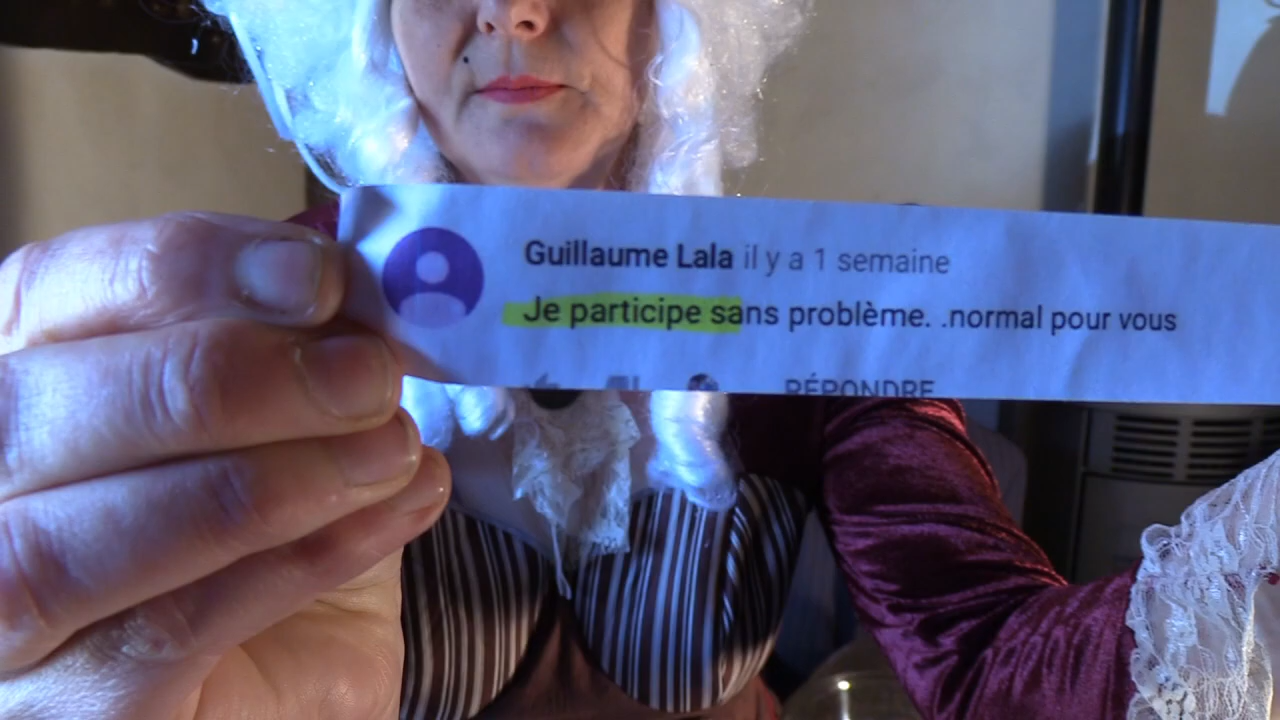 Guillaume Lala il y a 1 semaine
Je participe sans problème. .normal pour vous
RÉPONDRE